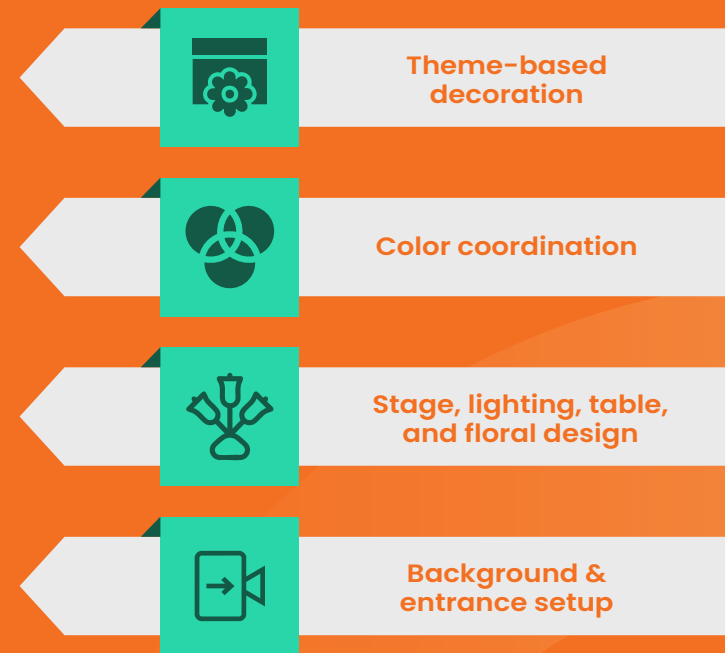 Theme-based
decoration
Color coordination
Stage, lighting, table,
and floral design
Background &
entrance setup